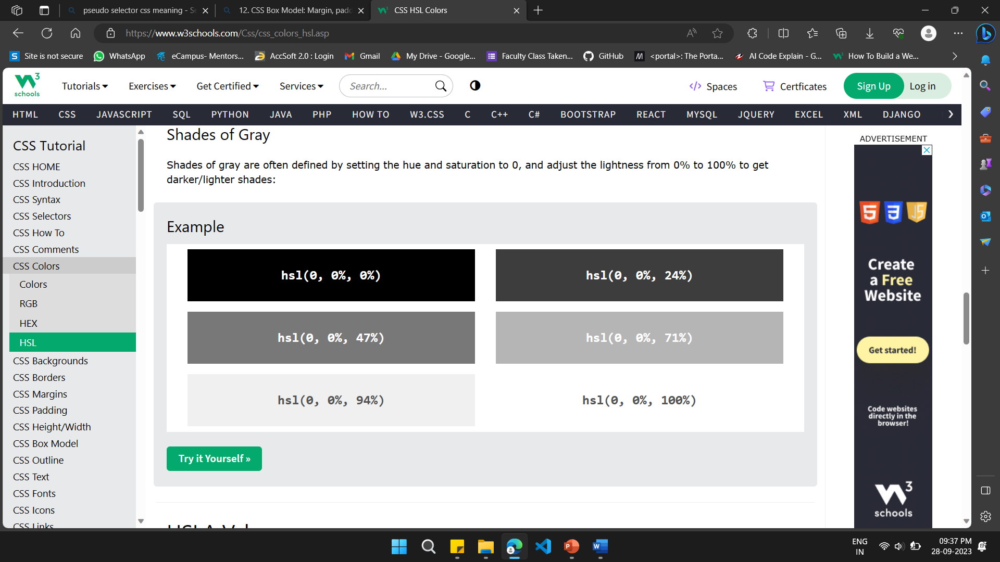 pseudo selector css meaning - Se
12. CSS Box Model: Margin, padd
CSS HSL Colors
https://www.w3schools.com/Css/css_colors_hsl.asp
Site is not secure
WhatsApp
eCampus- Mentors...
AccSoft 2.0 : Login
Gmail
My Drive - Google...
Faculty Class Taken...
GitHub
<portal>: The Porta...
AI Code Explain - G...
How To Build a We...
3
schools
Tutorials
Exercises
Get Certified
Services
Search...
Spaces
Certficates
Sign Up
Log in
HTML
CSS
JAVASCRIPT
SQL
PYTHON
JAVA
PHP
HOW TO
W3.CSS
C
C++
C#
BOOTSTRAP
REACT
MYSQL
JQUERY
EXCEL
XML
DJANGO
CSS Tutorial
CSS HOME
CSS Introduction
CSS Syntax
CSS Selectors
CSS How To
CSS Comments
CSS Colors
Colors
RGB
HEX
HSL
CSS Backgrounds
CSS Borders
CSS Margins
CSS Padding
CSS Height/Width
CSS Box Model
CSS Outline
CSS Text
CSS Fonts
CSS Icons
CSS Links
Shades of Gray
Shades of gray are often defined by setting the hue and saturation to 0, and adjust the lightness from 0% to 100% to get
darker/lighter shades:
Example
hsl(0, 0%, 0%)
hsl(0, 0%, 24%)
hsl(0, 0%, 47%)
hsl(0, 0%, 71%)
hsl(0, 0%, 94%)
hsl(0, 0%, 100%)
Try it Yourself »
ADVERTISEMENT
5 3 JS
Create
a Free
Website
Get started!
Code websites
directly in the
browser!
3
schools
ENG
IN
09:37 PM
28-09-2023